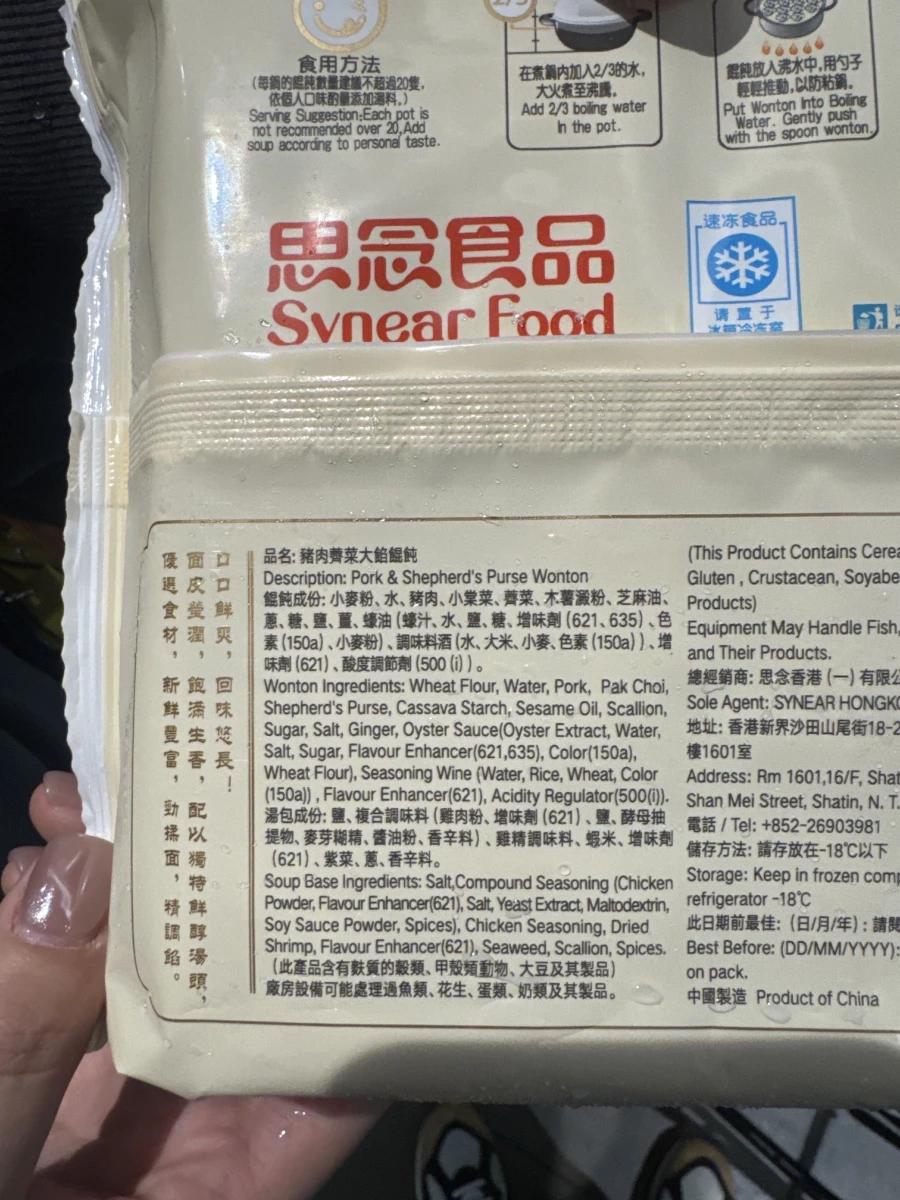 食用方法
(每鍋的餛飩數量建議不超過20隻,
依個人口味酌量添加湯料。)
Serving Suggestion:Each pot is
not recommended over 20,Add
soup according to personal taste.
2/3
在煮鍋內加入2/3的水,
大火煮至沸騰。
Add 2/3 boiling water
in the pot.
餛飩放入沸水中,用勺子
輕輕推動,以防粘鍋。
Put Wonton Into Boiling
Water. Gently push
with the spoon wonton.
思念食品
Synear Food
速冻食品
请置于
冰箱冷冻室
口口鮮爽，回味悠長！
面皮瑩潤，飽滿生香，配以獨特鮮醇湯頭，
優選食材，新鮮豐富，勁揉面，精調餡。
品名: 豬肉薺菜大餡餛飩
Description: Pork & Shepherd's Purse Wonton
餛飩成份: 小麥粉、水、豬肉、小棠菜、薺菜、木薯澱粉、芝麻油、
蔥、糖、鹽、薑、蠔油 (蠔汁、水、鹽、糖、增味劑 (621、635) 、色
素 (150a) 、小麥粉) 、調味料酒 (水、大米、小麥、色素 (150a) ) 、增
味劑 (621) 、酸度調節劑 (500 (i) ) 。
Wonton Ingredients: Wheat Flour, Water, Pork, Pak Choi,
Shepherd's Purse, Cassava Starch, Sesame Oil, Scallion,
Sugar, Salt, Ginger, Oyster Sauce(Oyster Extract, Water,
Salt, Sugar, Flavour Enhancer(621,635), Color(150a),
Wheat Flour), Seasoning Wine (Water, Rice, Wheat, Color
(150a)) , Flavour Enhancer(621), Acidity Regulator(500(i)).
湯包成份: 鹽、複合調味料 (雞肉粉、增味劑 (621) 、鹽、酵母抽
提物、麥芽糊精、醬油粉、香辛料) 、雞精調味料、蝦米、增味劑
(621) 、紫菜、蔥、香辛料。
Soup Base Ingredients: Salt,Compound Seasoning (Chicken
Powder, Flavour Enhancer(621), Salt, Yeast Extract, Maltodextrin,
Soy Sauce Powder, Spices), Chicken Seasoning, Dried
Shrimp, Flavour Enhancer(621), Seaweed, Scallion, Spices.
(此產品含有麩質的穀類、甲殼類動物、大豆及其製品)
廠房設備可能處理過魚類、花生、蛋類、奶類及其製品。
(This Product Contains Cerea
Gluten , Crustacean, Soyabe
Products)
Equipment May Handle Fish,
and Their Products.
總經銷商: 思念香港 (一) 有限公
Sole Agent: SYNEAR HONGKO
地址: 香港新界沙田山尾街18-2
樓1601室
Address: Rm 1601,16/F, Shat
Shan Mei Street, Shatin, N. T.
電話 / Tel: +852-26903981
儲存方法: 請存放在-18℃以下
Storage: Keep in frozen comp
refrigerator -18℃
此日期前最佳: (日/月/年) : 請閱
Best Before: (DD/MM/YYYY):
on pack.
中國製造 Product of China